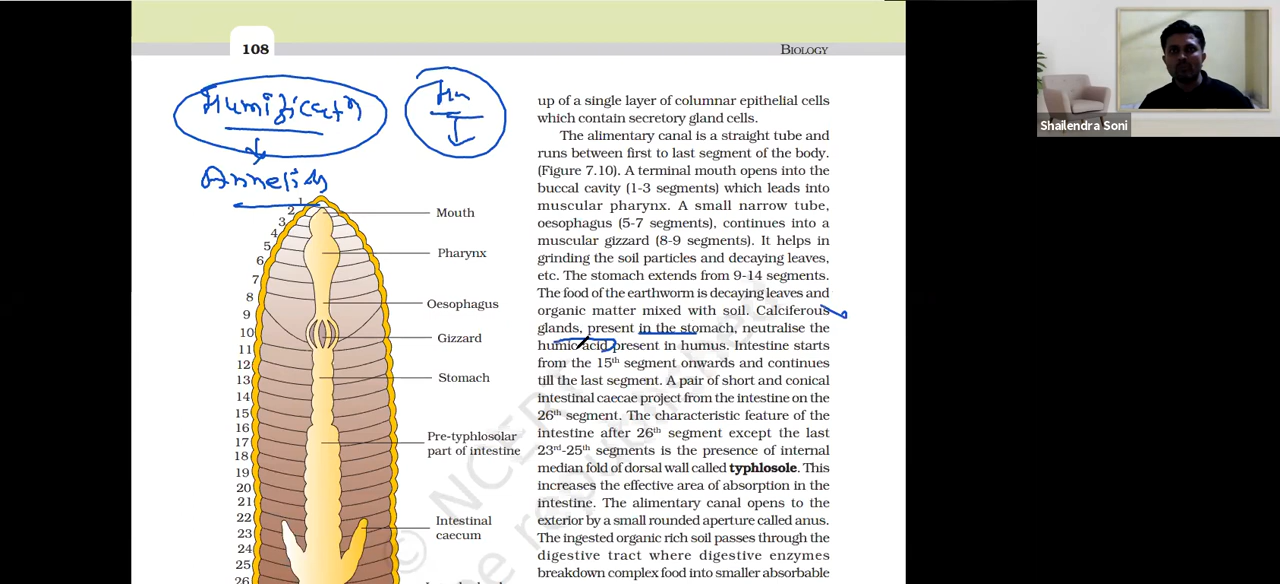 108
BIOLOGY
Humificatn
Hu
Annelids
up of a single layer of columnar epithelial cells
which contain secretory gland cells.
The alimentary canal is a straight tube and
runs between first to last segment of the body.
(Figure 7.10). A terminal mouth opens into the
buccal cavity (1-3 segments) which leads into
muscular pharynx. A small narrow tube,
oesophagus (5-7 segments), continues into a
muscular gizzard (8-9 segments). It helps in
grinding the soil particles and decaying leaves,
etc. The stomach extends from 9-14 segments.
The food of the earthworm is decaying leaves and
organic matter mixed with soil. Calciferous
glands, present in the stomach, neutralise the
humic acid present in humus. Intestine starts
from the 15th segment onwards and continues
till the last segment. A pair of short and conical
intestinal caecae project from the intestine on the
26th segment. The characteristic feature of the
intestine after 26th segment except the last
23rd-25th segments is the presence of internal
median fold of dorsal wall called typhlosole. This
increases the effective area of absorption in the
intestine. The alimentary canal opens to the
exterior by a small rounded aperture called anus.
The ingested organic rich soil passes through the
digestive tract where digestive enzymes
breakdown complex food into smaller absorbable
1
2
3
4
5
6
7
8
9
10
11
12
13
14
15
16
17
18
19
20
21
22
23
24
25
26
Mouth
Pharynx
Oesophagus
Gizzard
Stomach
Pre-typhlosolar
part of intestine
Intestinal
caecum
© NCERT
be republished
Shailendra Soni